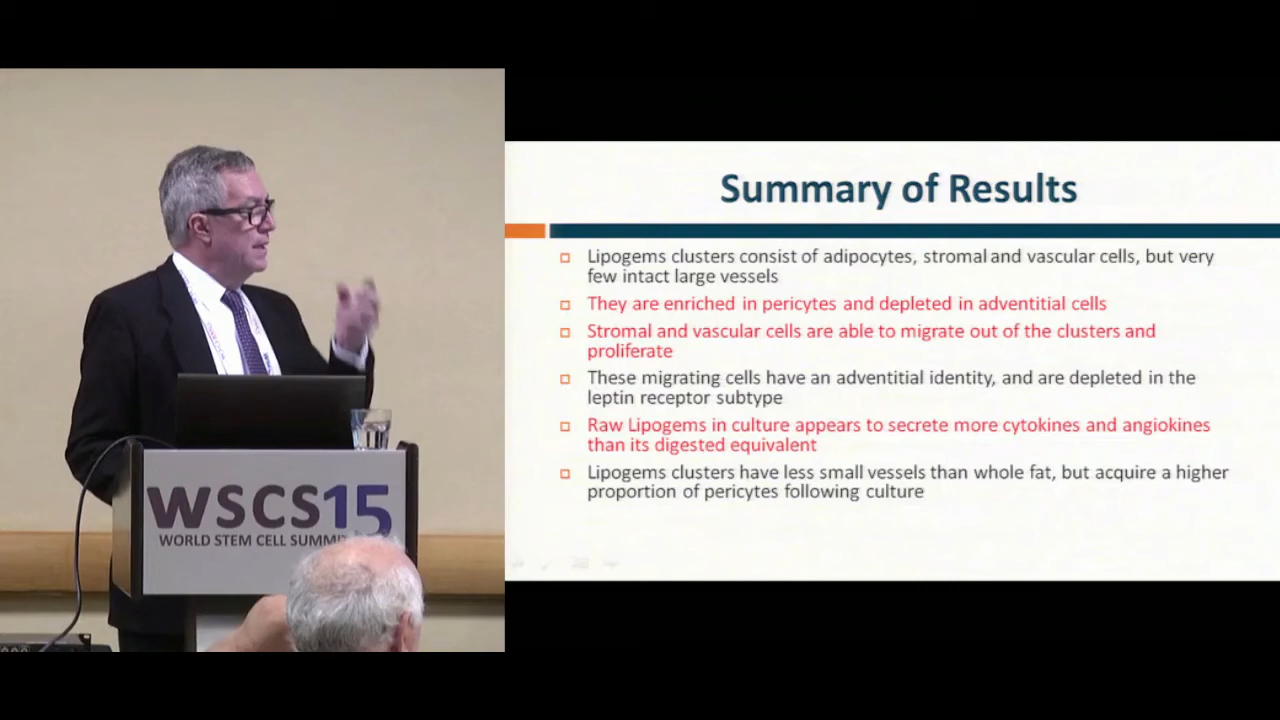 Summary of Results
Lipogems clusters consist of adipocytes, stromal and vascular cells, but very
few intact large vessels
They are enriched in pericytes and depleted in adventitial cells
Stromal and vascular cells are able to migrate out of the clusters and
proliferate
These migrating cells have an adventitial identity, and are depleted in the
leptin receptor subtype
Raw Lipogems in culture appears to secrete more cytokines and angiokines
than its digested equivalent
Lipogems clusters have less small vessels than whole fat, but acquire a higher
proportion of pericytes following culture
WSCS15
WORLD STEM CELL SUMMI